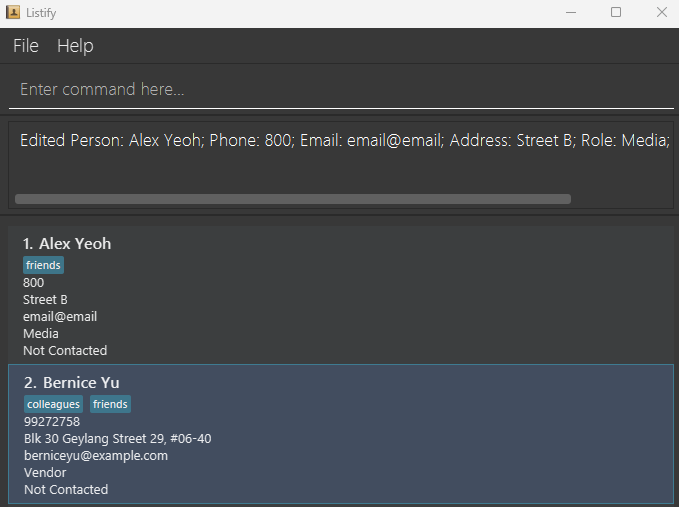 Listify
File Help
Enter command here...
Edited Person: Alex Yeoh; Phone: 800; Email: email@email; Address: Street B; Role: Media;
1. Alex Yeoh
friends
800
Street B
email@email
Media
Not Contacted
2. Bernice Yu
colleagues friends
99272758
Blk 30 Geylang Street 29, #06-40
berniceyu@example.com
Vendor
Not Contacted